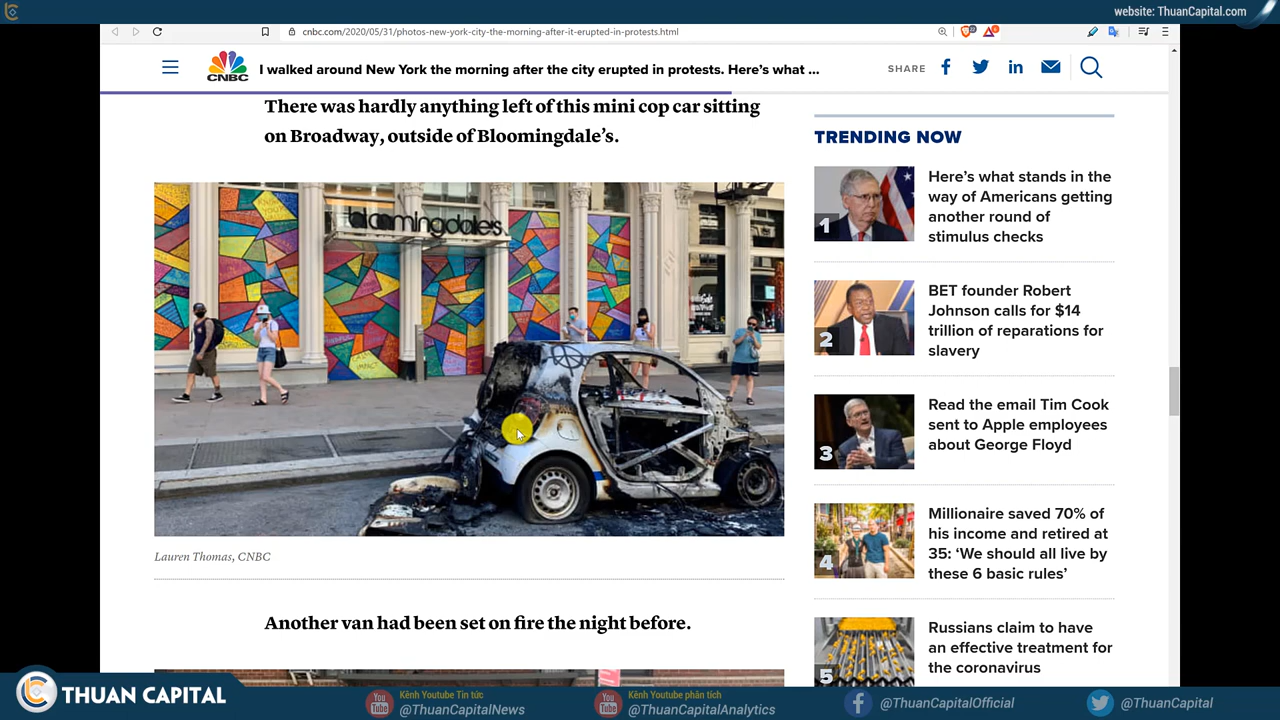 website: ThuanCapital.com
cnbc.com/2020/05/31/photos-new-york-city-the-morning-after-it-erupted-in-protests.html
CNBC
I walked around New York the morning after the city erupted in protests. Here’s what ...
SHARE
There was hardly anything left of this mini cop car sitting
on Broadway, outside of Bloomingdale’s.
bloomingdale's
Lauren Thomas, CNBC
Another van had been set on fire the night before.
TRENDING NOW
1
Here’s what stands in the
way of Americans getting
another round of
stimulus checks
2
BET founder Robert
Johnson calls for $14
trillion of reparations for
slavery
3
Read the email Tim Cook
sent to Apple employees
about George Floyd
4
Millionaire saved 70% of
his income and retired at
35: ‘We should all live by
these 6 basic rules’
5
Russians claim to have
an effective treatment for
the coronavirus
THUAN CAPITAL
Kênh Youtube Tin tức
@ThuanCapitalNews
Kênh Youtube phân tích
@ThuanCapitalAnalytics
@ThuanCapitalOfficial
@ThuanCapital